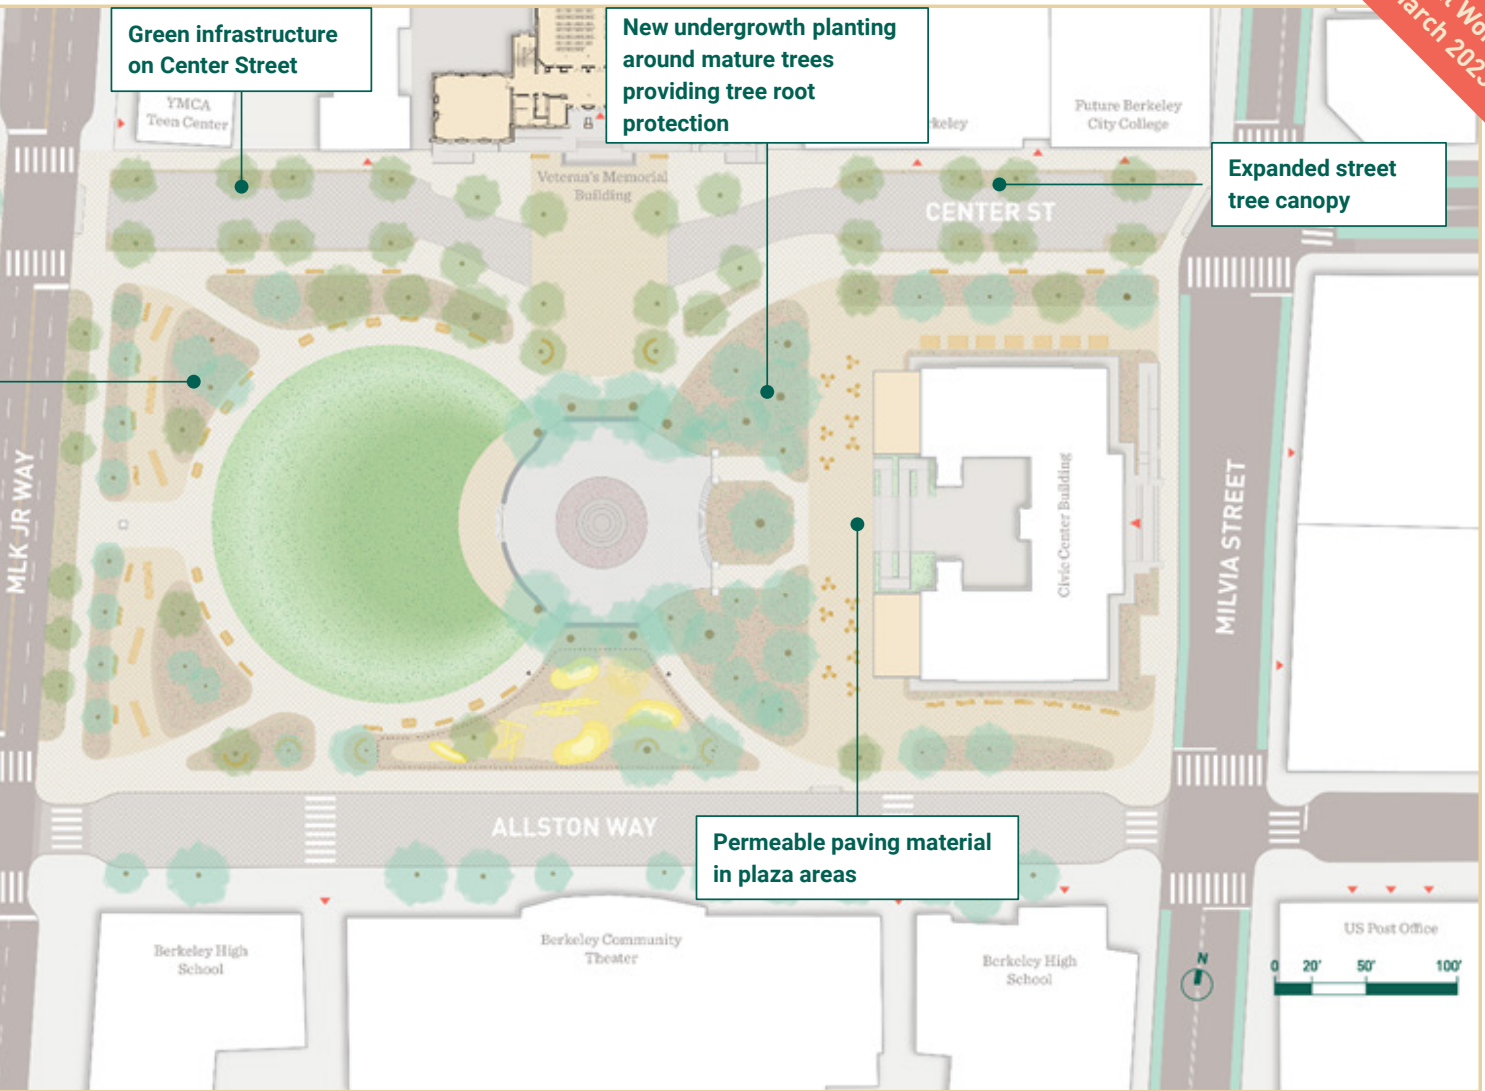 Green infrastructure
on Center Street
New undergrowth planting
around mature trees
providing tree root
protection
March 2023
YMCA
Teen Center
Future Berkeley
City College
Expanded street
tree canopy
Veteran's Memorial
Building
CENTER ST
MLK JR WAY
Civic Center Building
MILVIA STREET
ALLSTON WAY
Permeable paving material
in plaza areas
Berkeley High
School
Berkeley Community
Theater
Berkeley High
School
US Post Office
N
0 20' 50' 100'